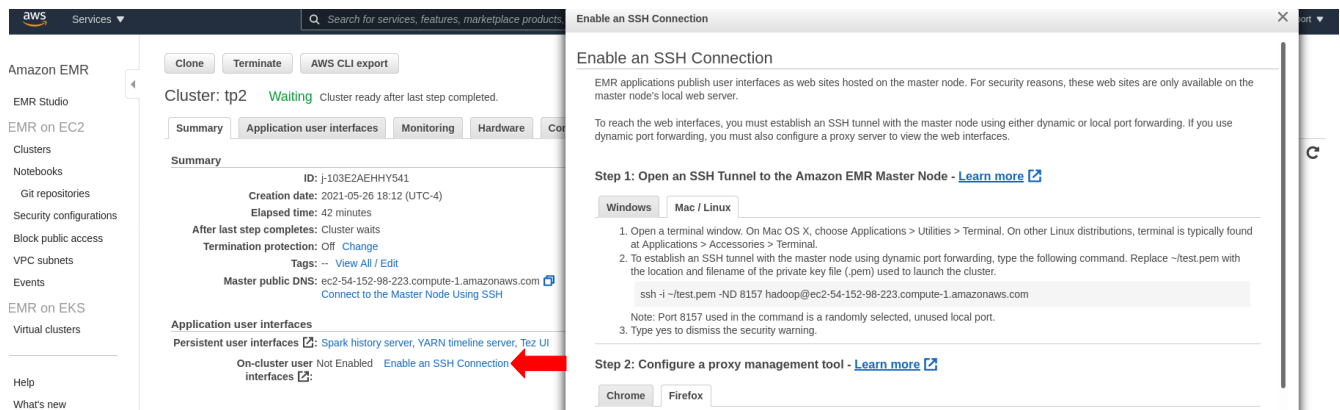 aws
Services ▼
Search for services, features, marketplace products,
ort ▼
Amazon EMR
EMR Studio
EMR on EC2
Clusters
Notebooks
Git repositories
Security configurations
Block public access
VPC subnets
Events
EMR on EKS
Virtual clusters
Help
What's new
Clone
Terminate
AWS CLI export
Cluster: tp2
Waiting
Cluster ready after last step completed.
Summary
Application user interfaces
Monitoring
Hardware
Con
Summary
ID: j-103E2AEHHY541
Creation date: 2021-05-26 18:12 (UTC-4)
Elapsed time: 42 minutes
After last step completes: Cluster waits
Termination protection: Off Change
Tags: -- View All / Edit
Master public DNS: ec2-54-152-98-223.compute-1.amazonaws.com
Connect to the Master Node Using SSH
Application user interfaces
Persistent user interfaces : Spark history server, YARN timeline server, Tez UI
On-cluster user Not Enabled Enable an SSH Connection
interfaces :
Enable an SSH Connection
Enable an SSH Connection
EMR applications publish user interfaces as web sites hosted on the master node. For security reasons, these web sites are only available on the
master node's local web server.
To reach the web interfaces, you must establish an SSH tunnel with the master node using either dynamic or local port forwarding. If you use
dynamic port forwarding, you must also configure a proxy server to view the web interfaces.
Step 1: Open an SSH Tunnel to the Amazon EMR Master Node - Learn more
Windows
Mac / Linux
1. Open a terminal window. On Mac OS X, choose Applications > Utilities > Terminal. On other Linux distributions, terminal is typically found
at Applications > Accessories > Terminal.
2. To establish an SSH tunnel with the master node using dynamic port forwarding, type the following command. Replace ~/test.pem with
the location and filename of the private key file (.pem) used to launch the cluster.
ssh -i ~/test.pem -ND 8157 hadoop@ec2-54-152-98-223.compute-1.amazonaws.com
Note: Port 8157 used in the command is a randomly selected, unused local port.
3. Type yes to dismiss the security warning.
Step 2: Configure a proxy management tool - Learn more
Chrome
Firefox